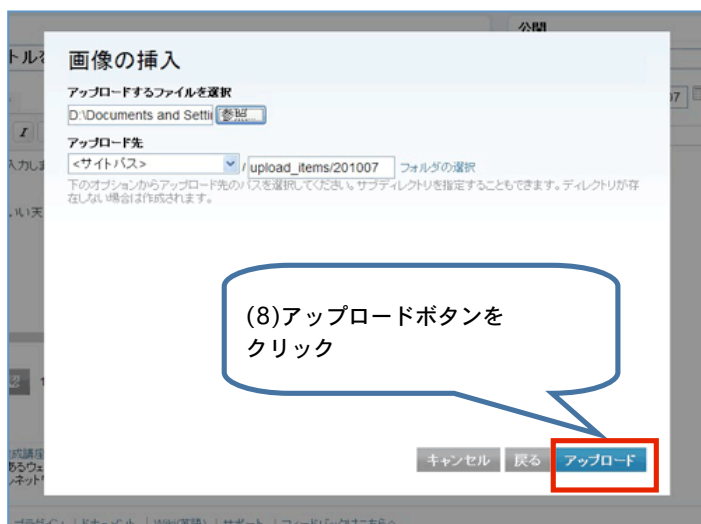 公開
画像の挿入
アップロードするファイルを選択
D:\Documents and Settin 参照...
アップロード先
<サイトパス> / upload_items/201007 フォルダの選択
下のオプションからアップロード先のパスを選択してください。サブディレクトリを指定することもできます。ディレクトリが存
在しない場合は作成されます。
(8)アップロードボタンを
クリック
キャンセル 戻る アップロード